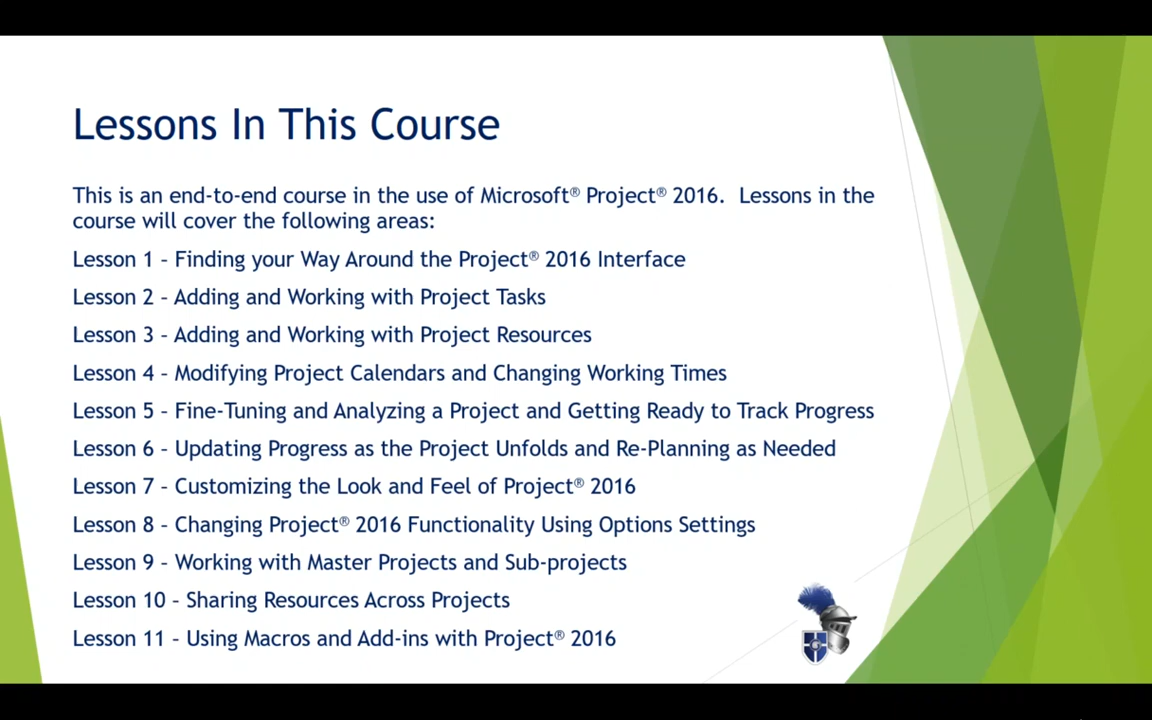 Lessons In This Course
This is an end-to-end course in the use of Microsoft® Project® 2016.  Lessons in the
course will cover the following areas:
Lesson 1 – Finding your Way Around the Project® 2016 Interface
Lesson 2 – Adding and Working with Project Tasks
Lesson 3 – Adding and Working with Project Resources
Lesson 4 – Modifying Project Calendars and Changing Working Times
Lesson 5 – Fine-Tuning and Analyzing a Project and Getting Ready to Track Progress
Lesson 6 – Updating Progress as the Project Unfolds and Re-Planning as Needed
Lesson 7 – Customizing the Look and Feel of Project® 2016
Lesson 8 – Changing Project® 2016 Functionality Using Options Settings
Lesson 9 – Working with Master Projects and Sub-projects
Lesson 10 – Sharing Resources Across Projects
Lesson 11 – Using Macros and Add-ins with Project® 2016